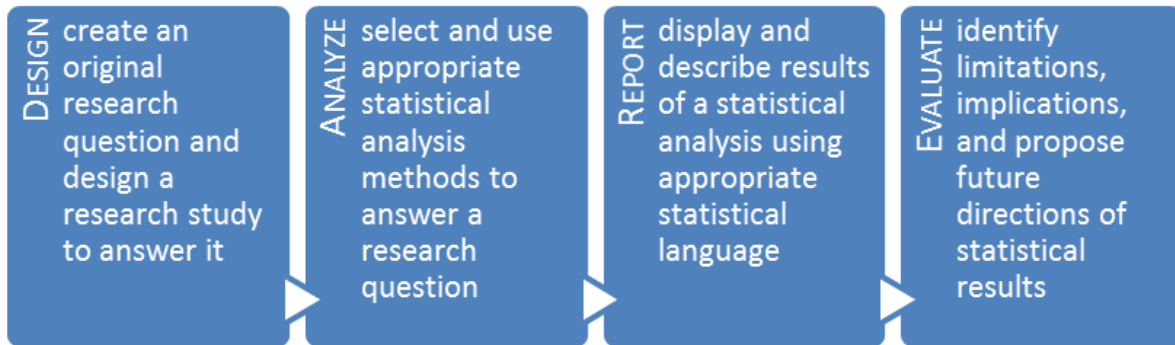 DESIGN
create an
original
research
question and
design a
research study
to answer it
ANALYZE
select and use
appropriate
statistical
analysis
methods to
answer a
research
question
REPORT
display and
describe results
of a statistical
analysis using
appropriate
statistical
language
EVALUATE
identify
limitations,
implications,
and propose
future
directions of
statistical
results